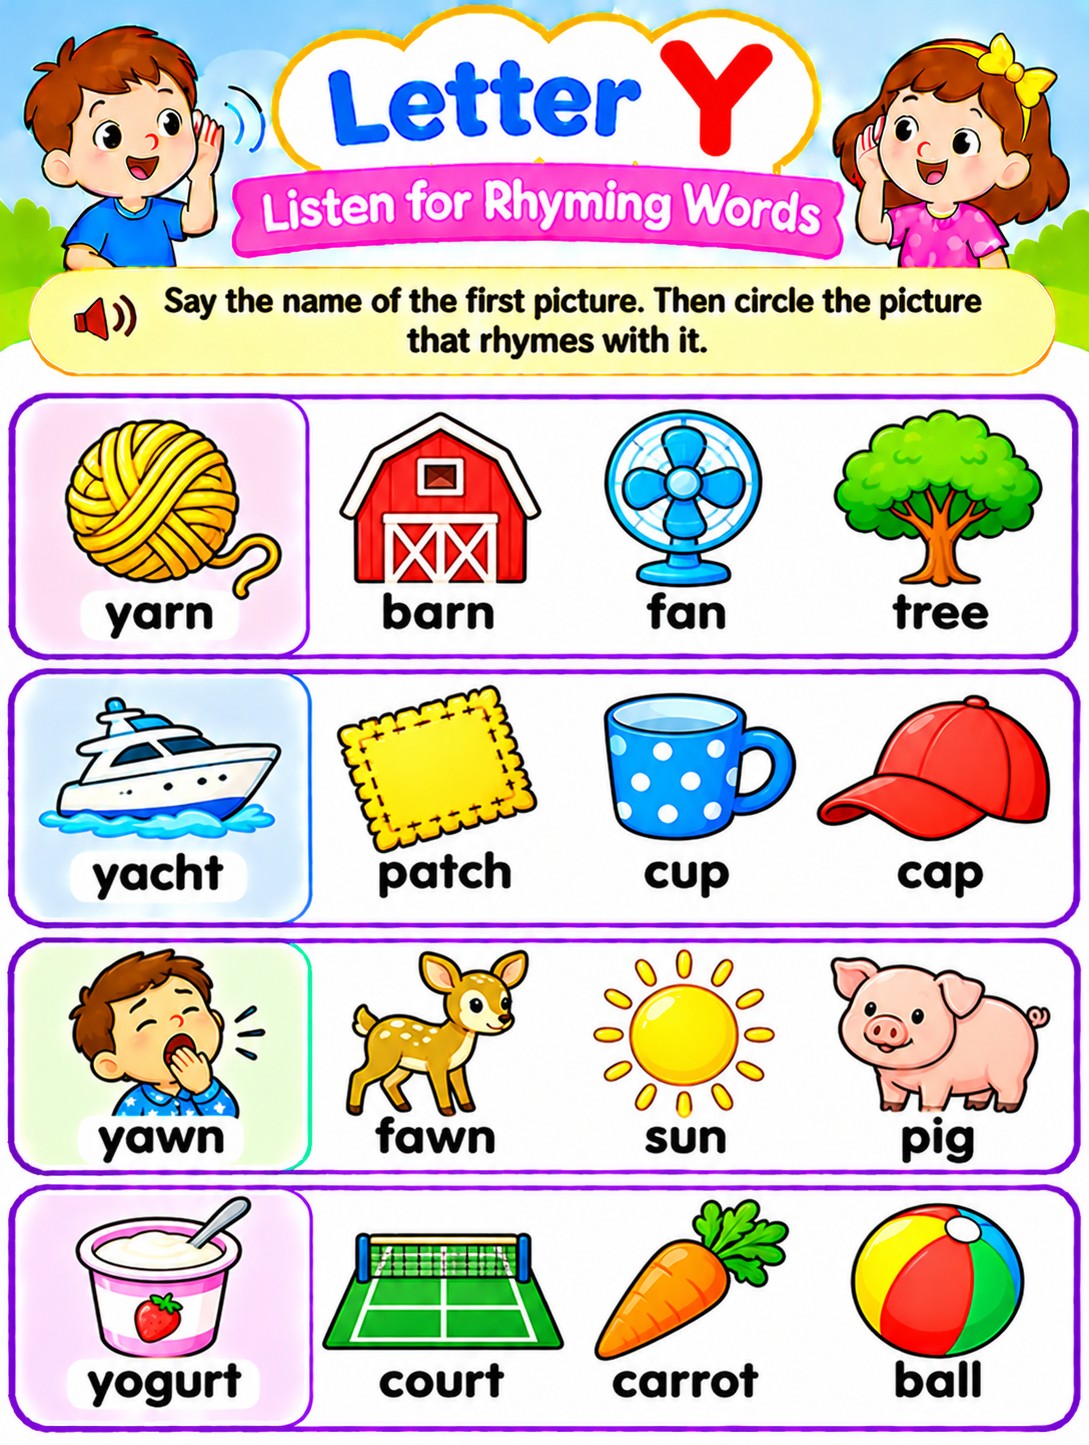 Letter Y
Listen for Rhyming Words
Say the name of the first picture. Then circle the picture
that rhymes with it.
yarn barn fan tree
yacht patch cup cap
yawn fawn sun pig
yogurt court carrot ball